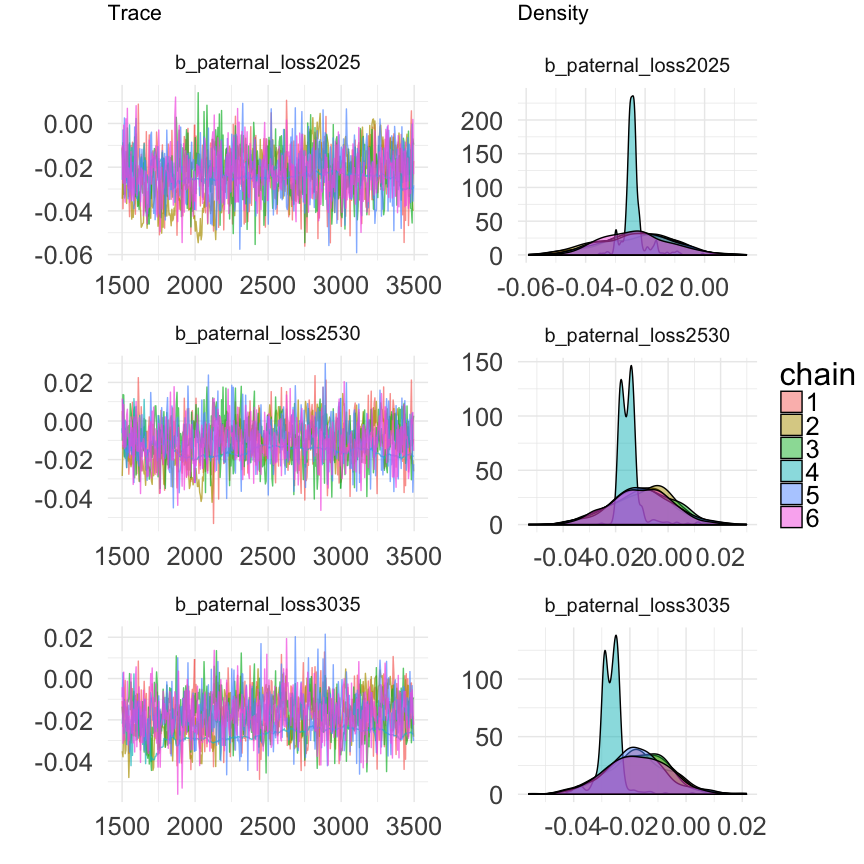 Trace
Density
b_paternal_loss2025
0.00
-0.02
-0.04
-0.06
1500 2000 2500 3000 3500
b_paternal_loss2025
200
150
100
50
0
-0.06 -0.04 -0.02 0.00
b_paternal_loss2530
0.02
0.00
-0.02
-0.04
1500 2000 2500 3000 3500
b_paternal_loss2530
150
100
50
0
-0.04 -0.02 0.00 0.02
b_paternal_loss3035
0.02
0.00
-0.02
-0.04
1500 2000 2500 3000 3500
b_paternal_loss3035
100
50
0
-0.04 -0.02 0.00 0.02
chain
1
2
3
4
5
6